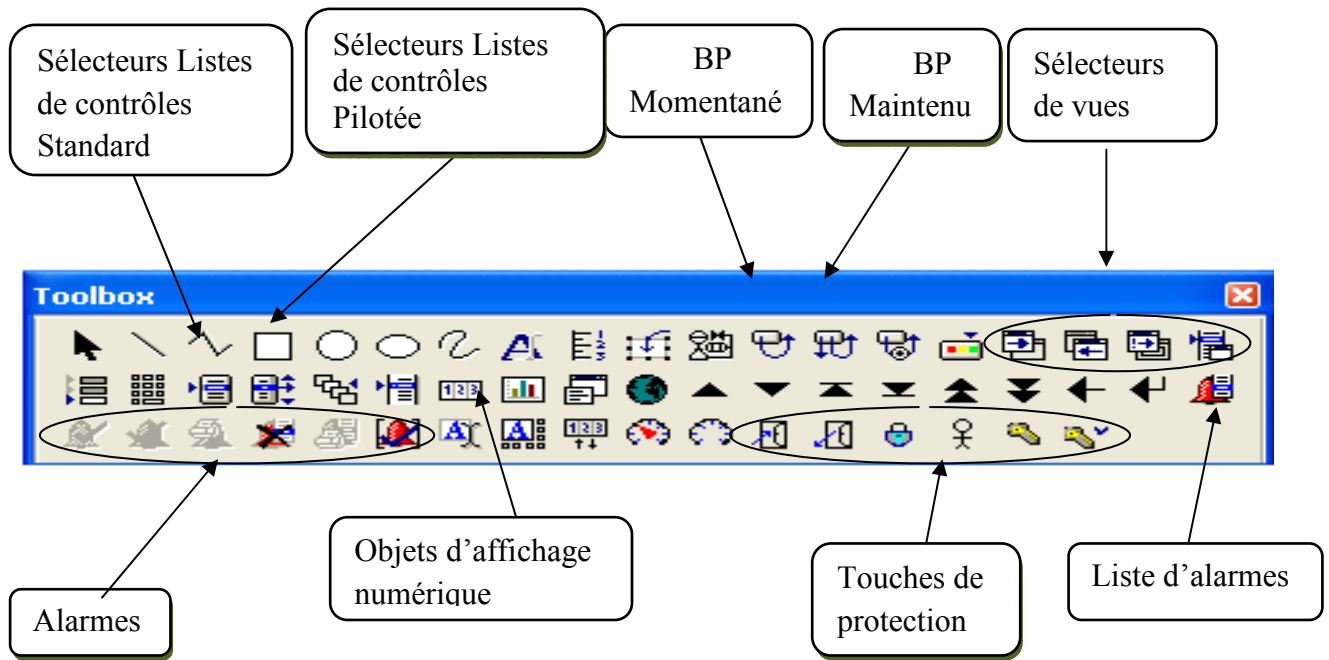 Sélecteurs Listes
de contrôles
Standard
Sélecteurs Listes
de contrôles
Pilotée
BP
Momentané
BP
Maintenu
Sélecteurs
de vues
Toolbox
Alarmes
Objets d’affichage
numérique
Touches de
protection
Liste d’alarmes